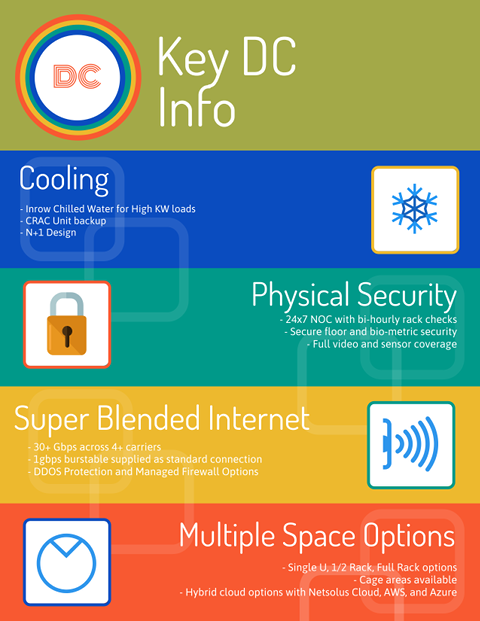 DC
Key DC
Info
Cooling
- Inrow Chilled Water for High KW loads
- CRAC Unit backup
- N+1 Design
Physical Security
- 24x7 NOC with bi-hourly rack checks
- Secure floor and bio-metric security
- Full video and sensor coverage
Super Blended Internet
- 30+ Gbps across 4+ carriers
- 1gbps burstable supplied as standard connection
- DDOS Protection and Managed Firewall Options
Multiple Space Options
- Single U, 1/2 Rack, Full Rack options
- Cage areas available
- Hybrid cloud options with Netsolus Cloud, AWS, and Azure